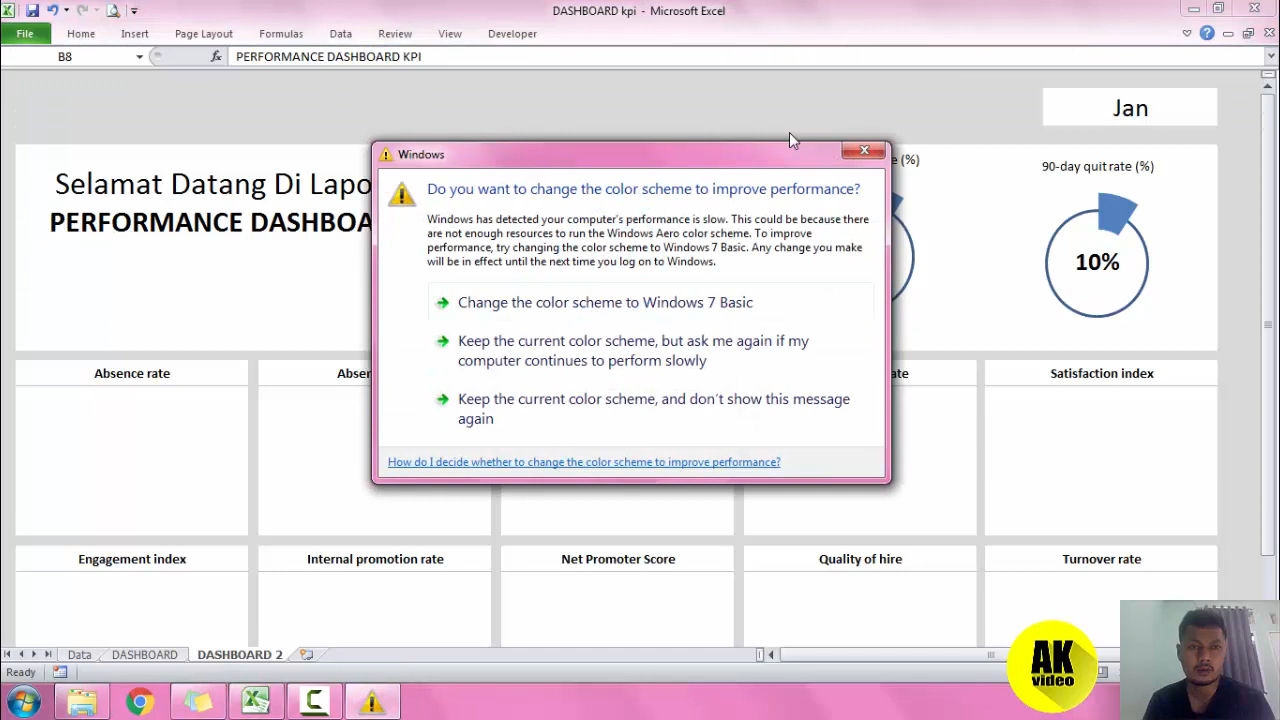 DASHBOARD kpi - Microsoft Excel
File Home Insert Page Layout Formulas Data Review View Developer
B8 fx PERFORMANCE DASHBOARD KPI
Jan
Selamat Datang Di Lapo
PERFORMANCE DASHBOA
(%)
90-day quit rate (%)
10%
Windows
Do you want to change the color scheme to improve performance?
Windows has detected your computer's performance is slow. This could be because there
are not enough resources to run the Windows Aero color scheme. To improve
performance, try changing the color scheme to Windows 7 Basic. Any change you make
will be in effect until the next time you log on to Windows.
Change the color scheme to Windows 7 Basic
Keep the current color scheme, but ask me again if my
computer continues to perform slowly
Keep the current color scheme, and don't show this message
again
How do I decide whether to change the color scheme to improve performance?
Absence rate Absen ate Satisfaction index
Engagement index Internal promotion rate Net Promoter Score Quality of hire Turnover rate
Data DASHBOARD DASHBOARD 2
Ready
AK
video